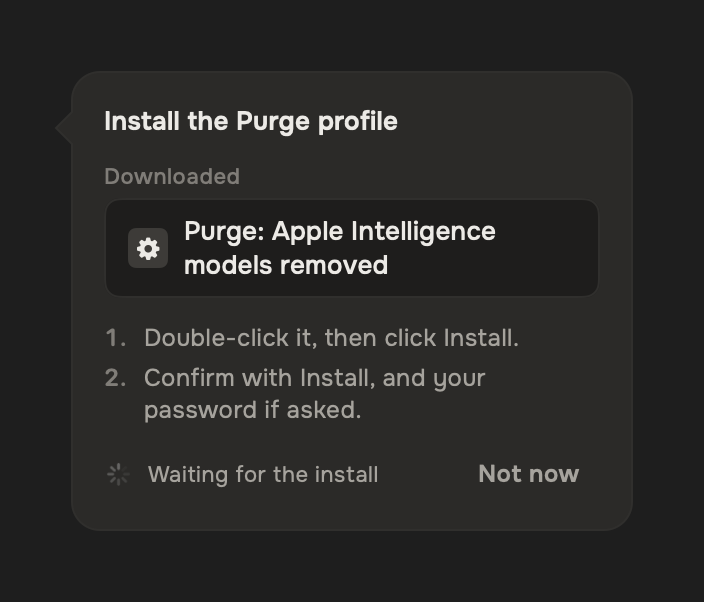 Install the Purge profile
Downloaded
Purge: Apple Intelligence
models removed
1. Double-click it, then click Install.
2. Confirm with Install, and your
password if asked.
Waiting for the install
Not now